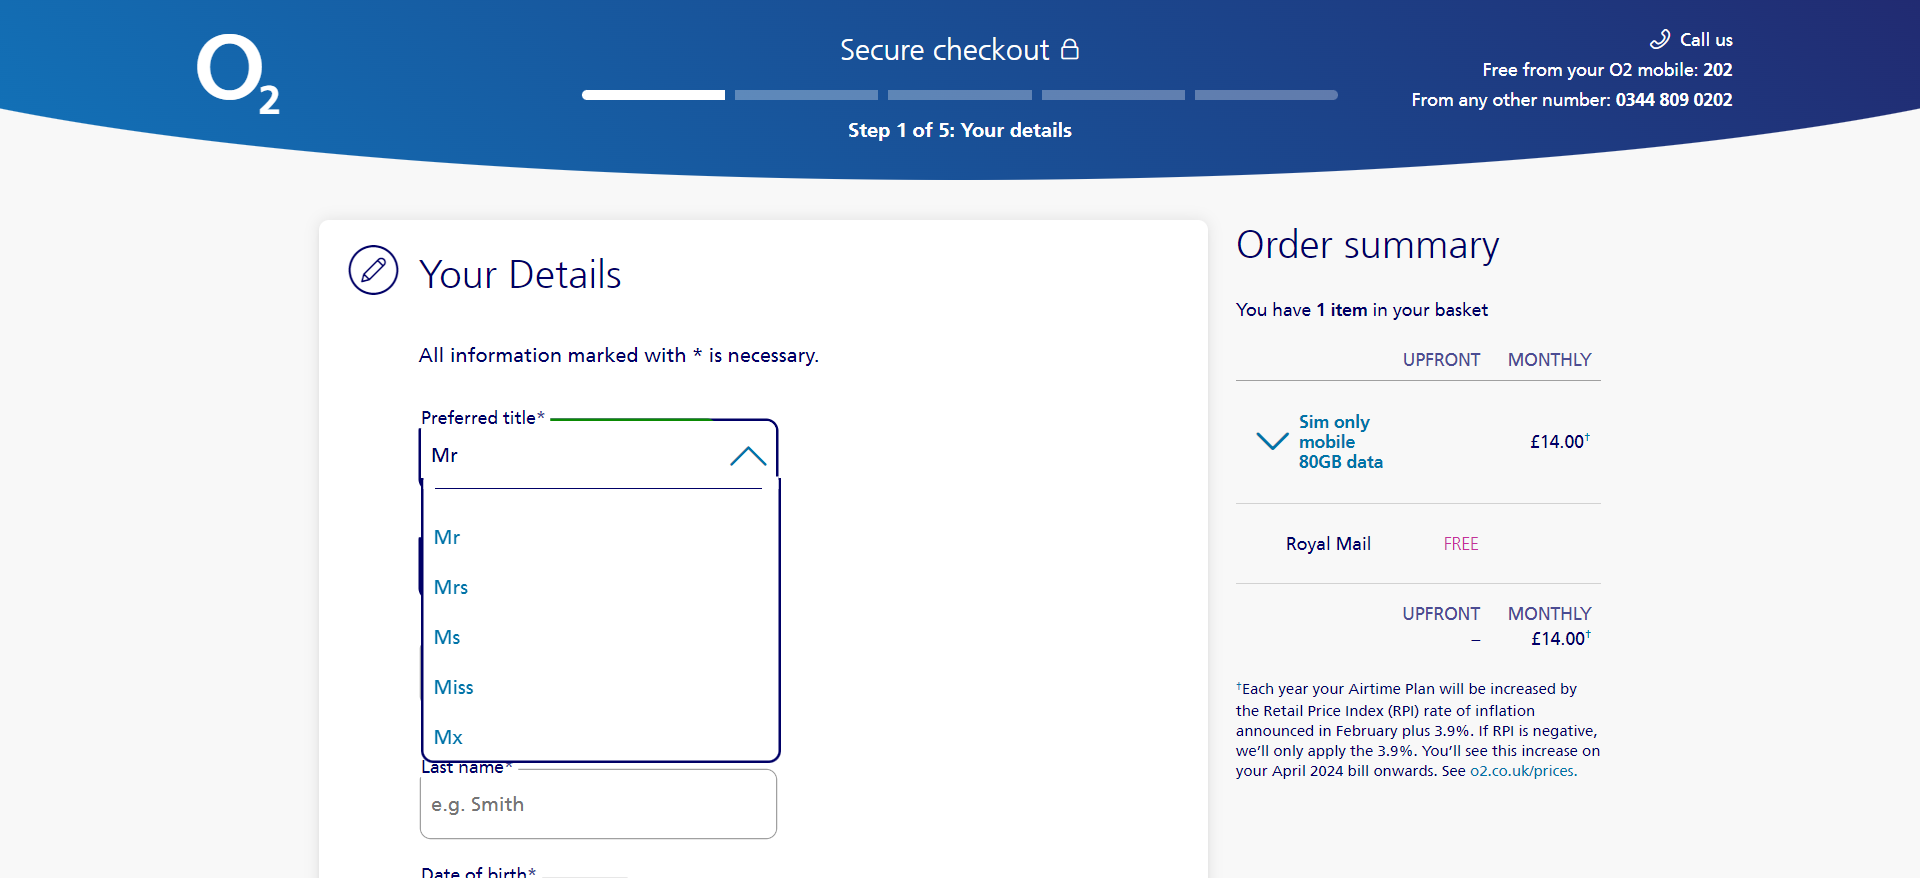 O2
Secure checkout
Step 1 of 5: Your details
Call us
Free from your O2 mobile: 202
From any other number: 0344 809 0202
Your Details
All information marked with * is necessary.
Preferred title*
Mr
Mr
Mrs
Ms
Miss
Mx
Last name*
e.g. Smith
Date of birth*
Order summary
You have 1 item in your basket
UPFRONT MONTHLY
Sim only
mobile
80GB data
£14.00†
Royal Mail FREE
UPFRONT MONTHLY
– £14.00†
†Each year your Airtime Plan will be increased by
the Retail Price Index (RPI) rate of inflation
announced in February plus 3.9%. If RPI is negative,
we’ll only apply the 3.9%. You’ll see this increase on
your April 2024 bill onwards. See o2.co.uk/prices.